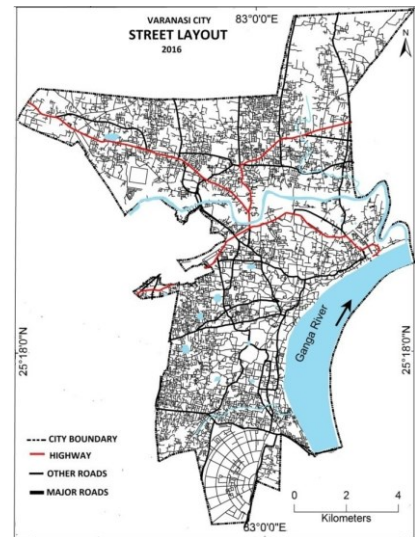 VARANASI CITY
STREET LAYOUT
2016
83°0'0"E
N
25°18'0"N
25°18'0"N
Ganga River
CITY BOUNDARY
HIGHWAY
OTHER ROADS
MAJOR ROADS
0 2 4
Kilometers
83°0'0"E